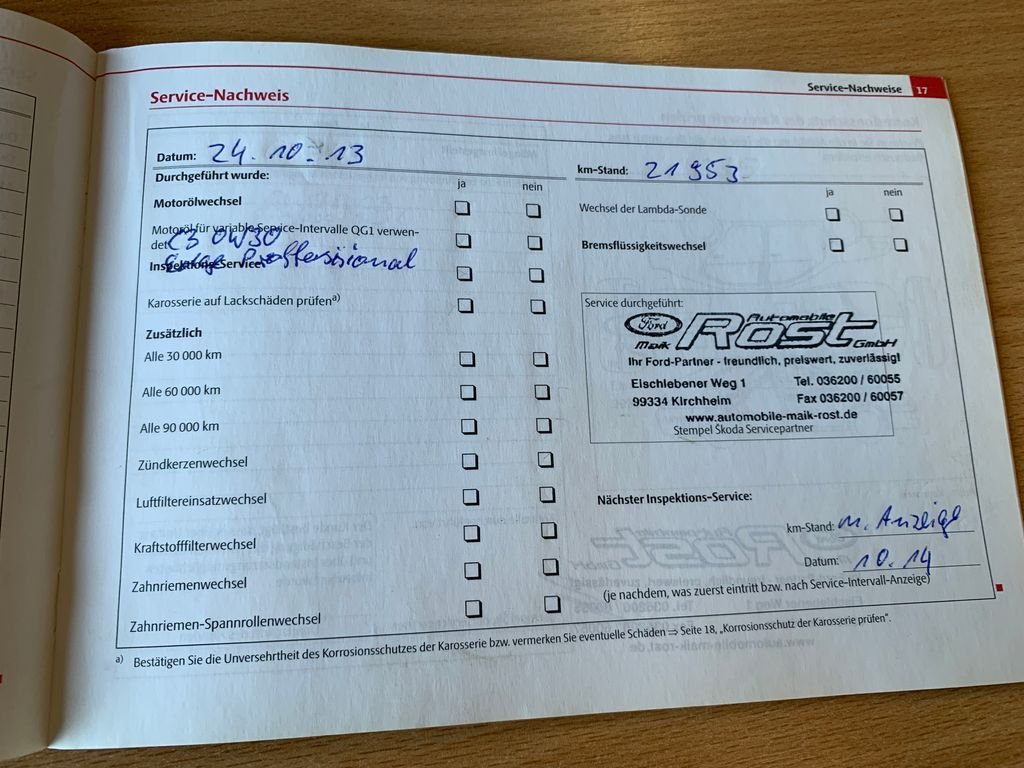 Service-Nachweise 17
Service-Nachweis
Datum: 24.10.13
km-Stand: 21953
Durchgeführt wurde:
ja nein
ja nein
Motorölwechsel
Motoröl für variable Service-Intervalle QG1 verwen-
det
C3 0W30
Inspektions-Service
Edge Proffersisional
Karosserie auf Lackschäden prüfen a)
Zusätzlich
Alle 30 000 km
Alle 60 000 km
Alle 90 000 km
Zündkerzenwechsel
Luftfiltereinsatzwechsel
Kraftstofffilterwechsel
Zahnriemenwechsel
Zahnriemen-Spannrollenwechsel
Wechsel der Lambda-Sonde
Bremsflüssigkeitswechsel
Service durchgeführt:
Ford Automobile
Maik Rost GmbH
Ihr Ford-Partner - freundlich, preiswert, zuverlässig!
Elschlebener Weg 1 Tel. 036200 / 60055
99334 Kirchheim Fax 036200 / 60057
www.automobile-maik-rost.de
Stempel Škoda Servicepartner
Nächster Inspektions-Service:
km-Stand: n. Anzeige
Datum: 10.14
(je nachdem, was zuerst eintritt bzw. nach Service-Intervall-Anzeige)
a) Bestätigen Sie die Unversehrtheit des Korrosionsschutzes der Karosserie bzw. vermerken Sie eventuelle Schäden ⇒ Seite 18, „Korrosionsschutz der Karosserie prüfen“.